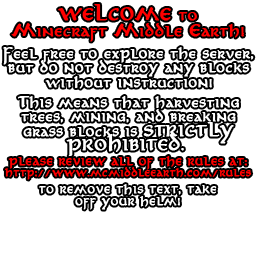 WELCOME to
Minecraft Middle Earth!
Feel free to explore the server,
but do not destroy any blocks
without instruction!
This means that harvesting
trees, mining, and breaking
grass blocks is STRICTLY
PROHIBITED.
Please review all of the rules at:
http://www.mcmiddleearth.com/rules
to remove this text, take
off your helm!